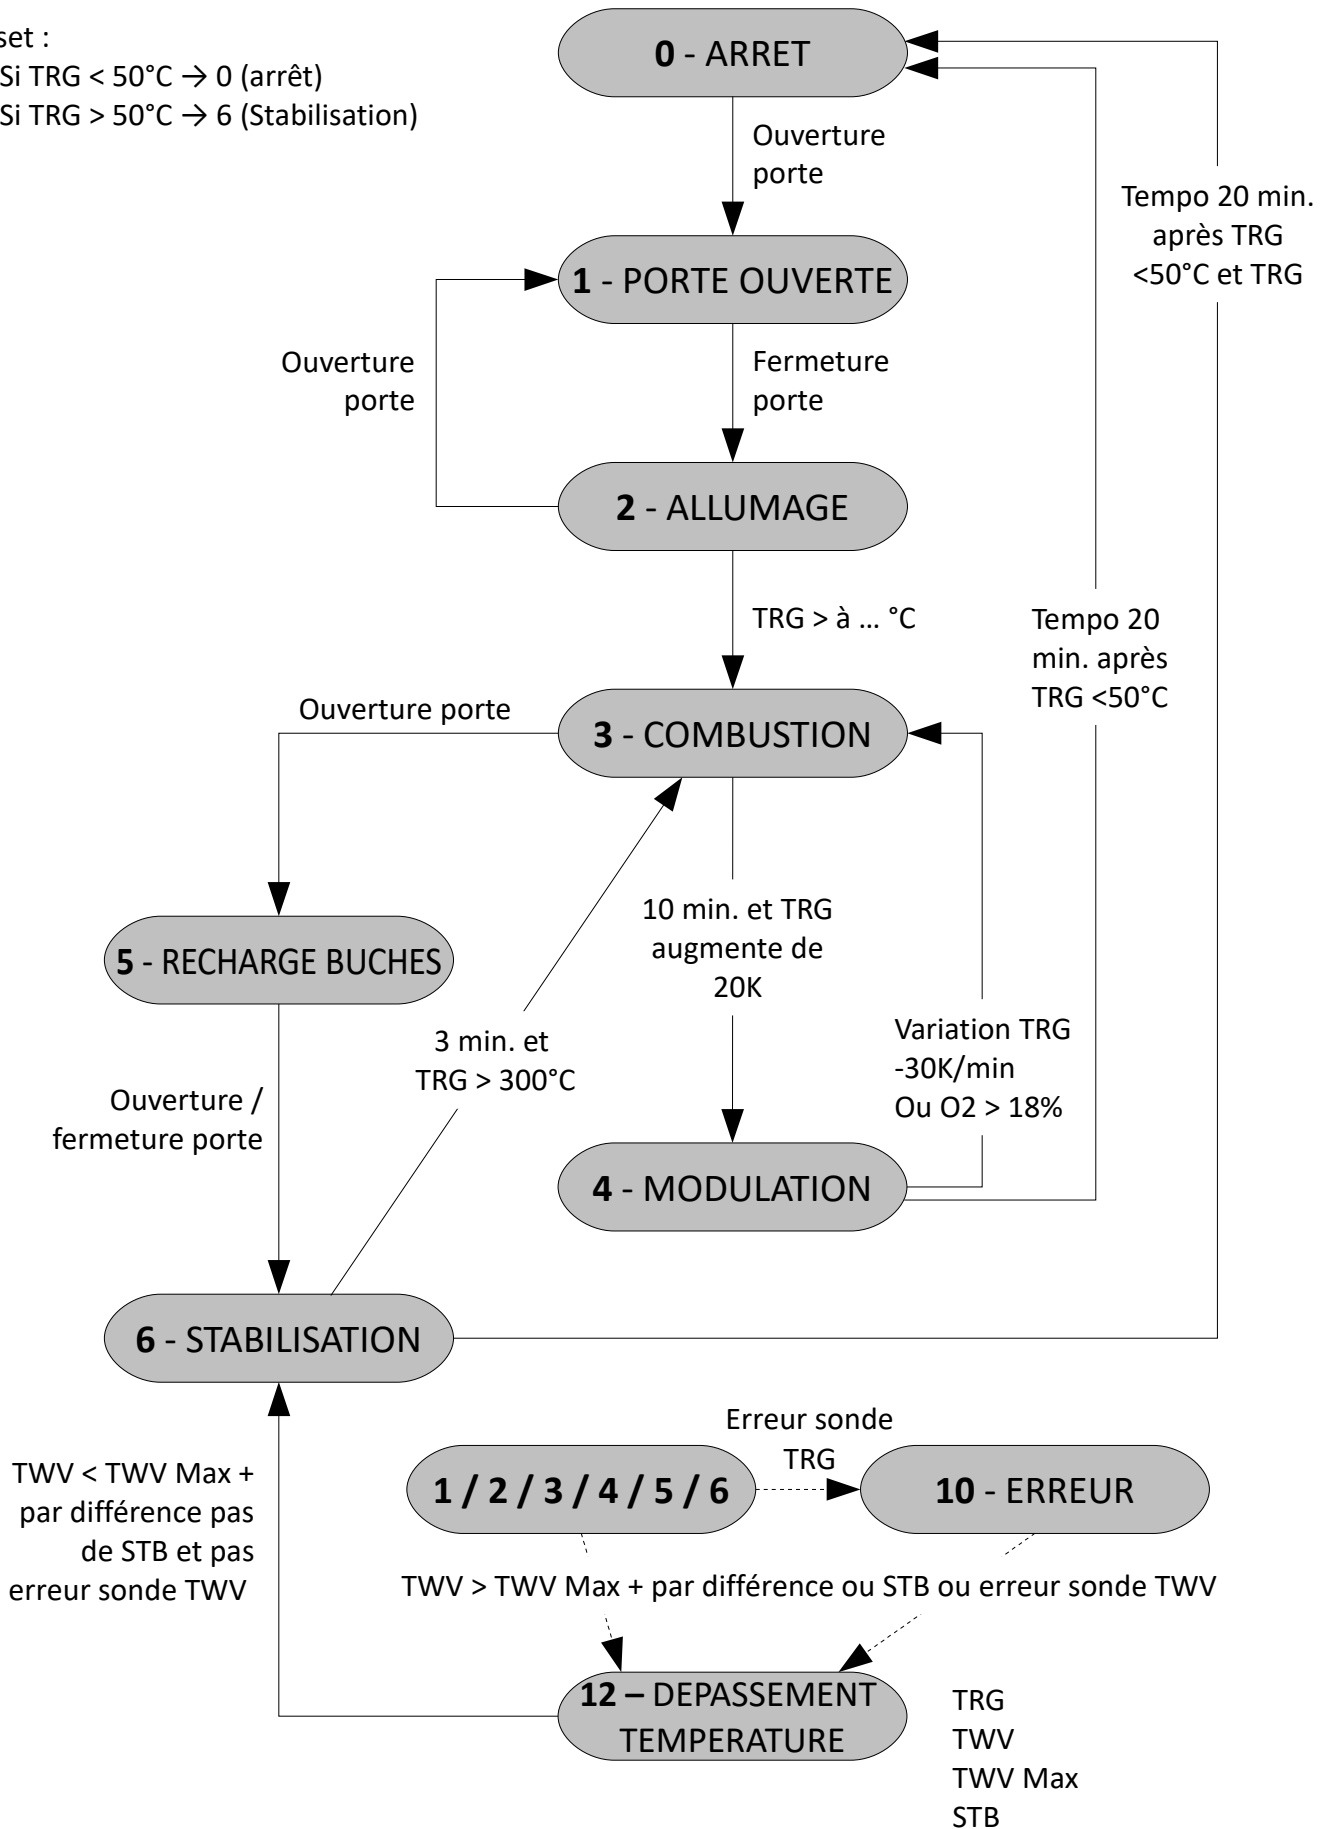 set :
Si TRG < 50°C → 0 (arrêt)
Si TRG > 50°C → 6 (Stabilisation)
0 - ARRET
Ouverture
porte
Tempo 20 min.
après TRG
<50°C et TRG
1 - PORTE OUVERTE
Ouverture
porte
Fermeture
porte
2 - ALLUMAGE
TRG > à ... °C
Tempo 20
min. après
TRG <50°C
Ouverture porte
3 - COMBUSTION
10 min. et TRG
augmente de
20K
5 - RECHARGE BUCHES
3 min. et
TRG > 300°C
Variation TRG
-30K/min
Ou O2 > 18%
Ouverture /
fermeture porte
4 - MODULATION
6 - STABILISATION
Erreur sonde
TRG
TWV < TWV Max +
par différence pas
de STB et pas
erreur sonde TWV
1 / 2 / 3 / 4 / 5 / 6
10 - ERREUR
TWV > TWV Max + par différence ou STB ou erreur sonde TWV
12 – DEPASSEMENT
TEMPERATURE
TRG
TWV
TWV Max
STB